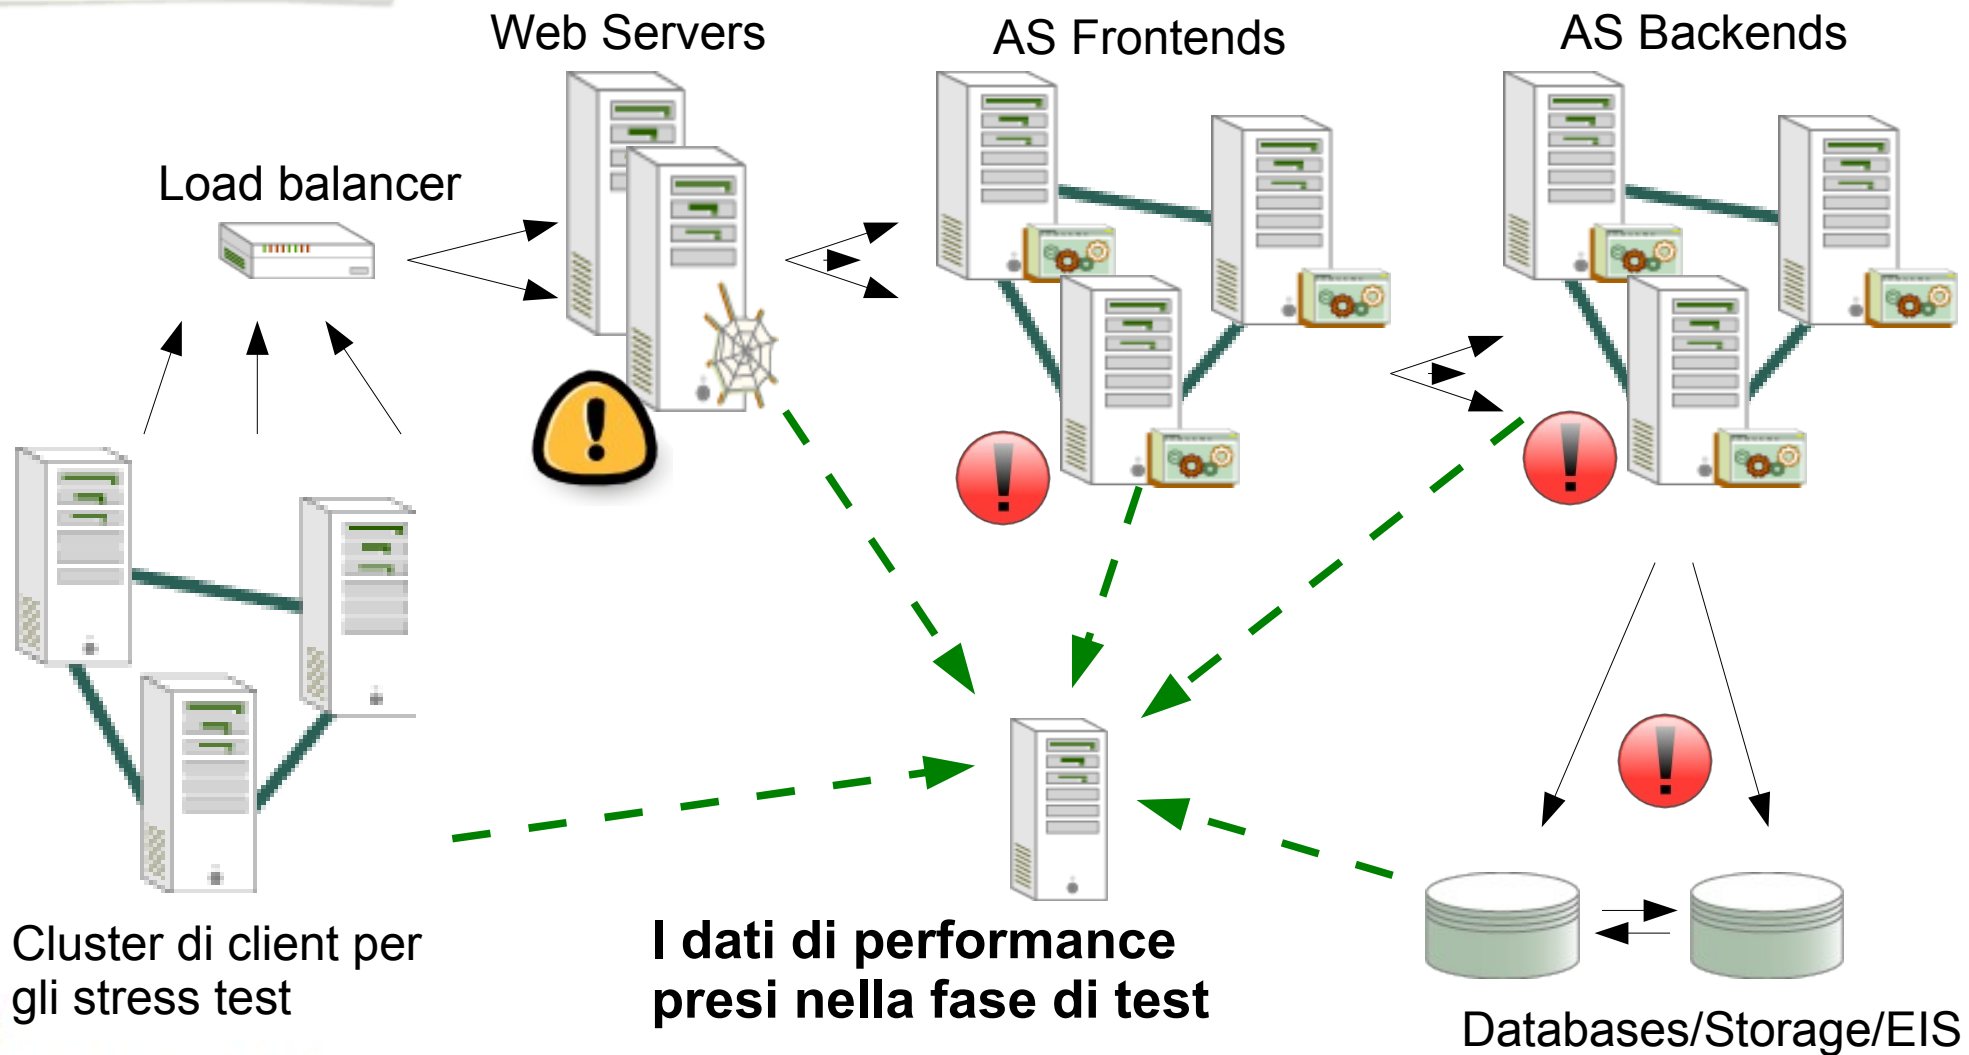 Web Servers
AS Frontends
AS Backends
Load balancer
Cluster di client per
gli stress test
I dati di performance
presi nella fase di test
Databases/Storage/EIS